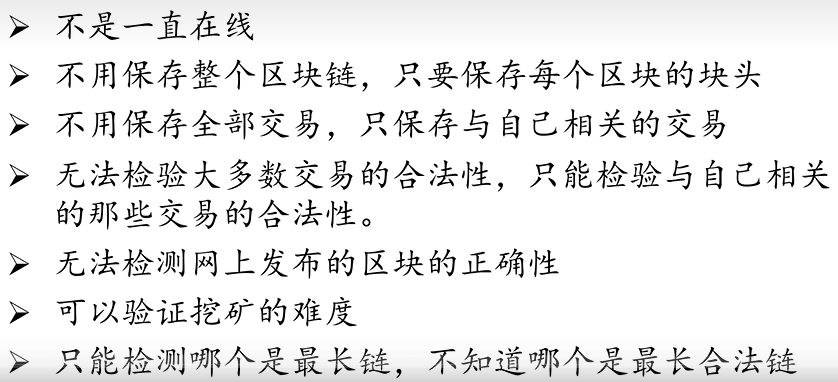 ➢ 不是一直在线
➢ 不用保存整个区块链，只要保存每个区块的块头
➢ 不用保存全部交易，只保存与自己相关的交易
➢ 无法检验大多数交易的合法性，只能检验与自己相关
的那些交易的合法性。
➢ 无法检测网上发布的区块的正确性
➢ 可以验证挖矿的难度
➢ 只能检测哪个是最长链，不知道哪个是最长合法链